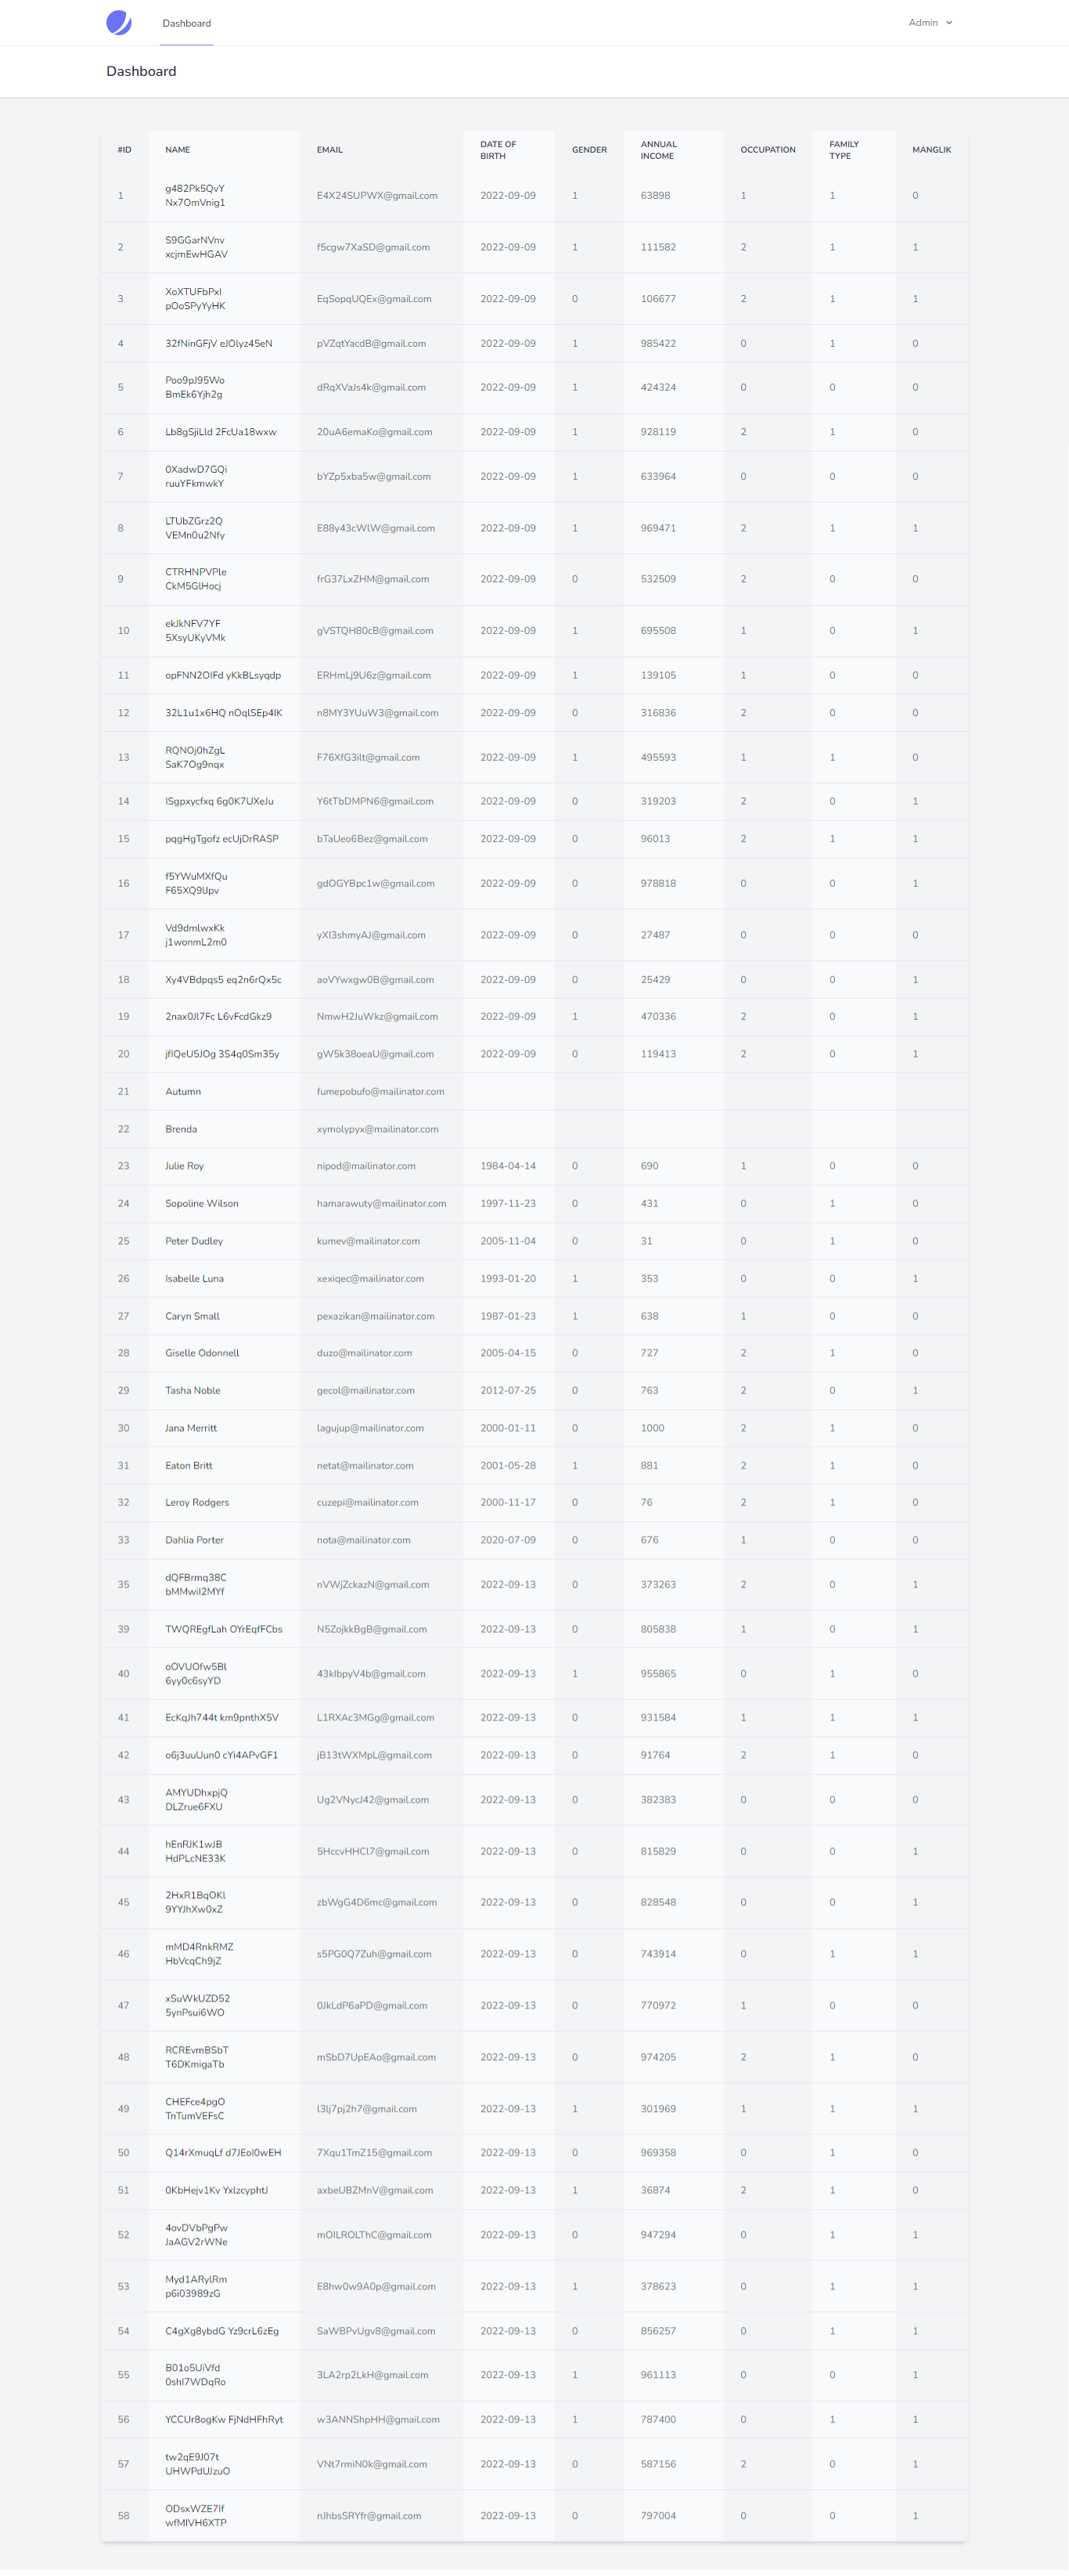 Dashboard
Admin
Dashboard
#ID NAME EMAIL DATE OF BIRTH GENDER ANNUAL INCOME OCCUPATION FAMILY TYPE MANGLIK
1 g482Pk5QvY Nx7OmVnig1 E4X24SUPWX@gmail.com 2022-09-09 1 63898 1 1 0
2 S9GGarNVnv xcjmEwHGAV f5cgw7XaSD@gmail.com 2022-09-09 1 111582 2 1 1
3 XoXTUFbPxI pOoSPyYyHK EqSopqUQEx@gmail.com 2022-09-09 0 106677 2 1 1
4 32fNinGFjV eJOlyz45eN pVZqtYacdB@gmail.com 2022-09-09 1 985422 0 1 0
5 Poo9pJ95Wo BmEk6Yjh2g dRqXVaJs4k@gmail.com 2022-09-09 1 424324 0 0 0
6 Lb8gSjiLld 2FcUa18wxw 20uA6emaKo@gmail.com 2022-09-09 1 928119 2 1 0
7 0XadwD7GQi ruuYFkmwkY bYZp5xba5w@gmail.com 2022-09-09 1 633964 0 0 0
8 LTUbZGrz2Q VEMn0u2Nfy E88y43cWlW@gmail.com 2022-09-09 1 969471 2 1 1
9 CTRHNPVPle CkM5GlHocj frG37LxZHM@gmail.com 2022-09-09 0 532509 2 0 0
10 ekJkNFV7YF 5XsyUKyVMk gVSTQH80cB@gmail.com 2022-09-09 1 695508 1 0 1
11 opFNN2OIFd yKkBLsyqdp ERHmLj9U6z@gmail.com 2022-09-09 1 139105 1 0 0
12 32L1u1x6HQ nOqlSEp4IK n8MY3YUuW3@gmail.com 2022-09-09 0 316836 2 0 0
13 RQNOj0hZgL SaK7Og9nqx F76XfG3ilt@gmail.com 2022-09-09 1 495593 1 1 0
14 ISgpxycfxq 6g0K7UXeJu Y6tTbDMPN6@gmail.com 2022-09-09 0 319203 2 0 1
15 pqgHgTgofz ecUjDrRASP bTaUeo6Bez@gmail.com 2022-09-09 0 96013 2 1 1
16 f5YWuMXfQu F65XQ9IJpv gdOGYBpc1w@gmail.com 2022-09-09 0 978818 0 0 1
17 Vd9dmlwxKk j1wonmL2m0 yXI3shmyAJ@gmail.com 2022-09-09 0 27487 0 0 0
18 Xy4VBdpqs5 eq2n6rQx5c aoVYwxgw0B@gmail.com 2022-09-09 0 25429 0 0 1
19 2nax0Jl7Fc L6vFcdGkz9 NmwH2JuWkz@gmail.com 2022-09-09 1 470336 2 0 1
20 jfIQeU5JOg 3S4q0Sm35y gW5k38oeaU@gmail.com 2022-09-09 0 119413 2 0 1
21 Autumn fumepobufo@mailinator.com
22 Brenda xymolypyx@mailinator.com
23 Julie Roy nipod@mailinator.com 1984-04-14 0 690 1 0 0
24 Sopoline Wilson hamarawuty@mailinator.com 1997-11-23 0 431 0 1 0
25 Peter Dudley kumev@mailinator.com 2005-11-04 0 31 0 1 0
26 Isabelle Luna xexiqec@mailinator.com 1993-01-20 1 353 0 0 1
27 Caryn Small pexazikan@mailinator.com 1987-01-23 1 638 1 0 0
28 Giselle Odonnell duzo@mailinator.com 2005-04-15 0 727 2 1 0
29 Tasha Noble gecol@mailinator.com 2012-07-25 0 763 2 0 1
30 Jana Merritt lagujup@mailinator.com 2000-01-11 0 1000 2 1 0
31 Eaton Britt netat@mailinator.com 2001-05-28 1 881 2 1 0
32 Leroy Rodgers cuzepi@mailinator.com 2000-11-17 0 76 2 1 0
33 Dahlia Porter nota@mailinator.com 2020-07-09 0 676 1 0 0
35 dQFBrmq38C bMMwiI2MYf nVWjZckazN@gmail.com 2022-09-13 0 373263 2 0 1
39 TWQREgfLah OYrEqfFCbs N5ZojkkBgB@gmail.com 2022-09-13 0 805838 1 0 1
40 oOVUOfw5Bl 6yy0c6syYD 43kIbpyV4b@gmail.com 2022-09-13 1 955865 0 1 0
41 EcKqJh744t km9pnthX5V L1RXAc3MGg@gmail.com 2022-09-13 0 931584 1 1 1
42 o6j3uuUun0 cYi4APvGF1 jB13tWXMpL@gmail.com 2022-09-13 0 91764 2 1 0
43 AMYUDhxpjQ DLZrue6FXU Ug2VNycJ42@gmail.com 2022-09-13 0 382383 0 0 0
44 hEnRJK1wJB HdPLcNE33K 5HccvHHCl7@gmail.com 2022-09-13 0 815829 0 0 1
45 2HxR1BqOKl 9YYJhXw0xZ zbWgG4D6mc@gmail.com 2022-09-13 0 828548 0 0 1
46 mMD4RnkRMZ HbVcqCh9jZ s5PG0Q7Zuh@gmail.com 2022-09-13 0 743914 0 1 1
47 xSuWkUZD52 5ynPsui6WO 0JkLdP6aPD@gmail.com 2022-09-13 0 770972 1 0 0
48 RCREvmBSbT T6DKmigaTb mSbD7UpEAo@gmail.com 2022-09-13 0 974205 2 1 0
49 CHEFce4pgO TnTumVEFsC l3lj7pj2h7@gmail.com 2022-09-13 1 301969 1 1 1
50 Q14rXmuqLf d7JEoI0wEH 7Xqu1TmZ15@gmail.com 2022-09-13 0 969358 0 1 0
51 0KbHejv1Kv YxlzcyphtJ axbeUBZMnV@gmail.com 2022-09-13 1 36874 2 1 0
52 4ovDVbPgPw JaAGV2rWNe mOILROLThC@gmail.com 2022-09-13 0 947294 0 1 1
53 Myd1ARylRm p6i03989zG E8hw0w9A0p@gmail.com 2022-09-13 1 378623 0 1 1
54 C4gXg8ybdG Yz9crL6zEg SaWBPvUgv8@gmail.com 2022-09-13 0 856257 0 1 1
55 B01o5UiVfd 0shI7WDqRo 3LA2rp2LkH@gmail.com 2022-09-13 1 961113 0 0 1
56 YCCUr8ogKw FjNdHFhRyt w3ANNShpHH@gmail.com 2022-09-13 1 787400 0 1 1
57 tw2qE9J07t UHWPdUJzuO VNt7rmiN0k@gmail.com 2022-09-13 0 587156 2 0 1
58 ODsxWZE7lf wfMIVH6XTP nJhbsSRYfr@gmail.com 2022-09-13 0 797004 0 0 1